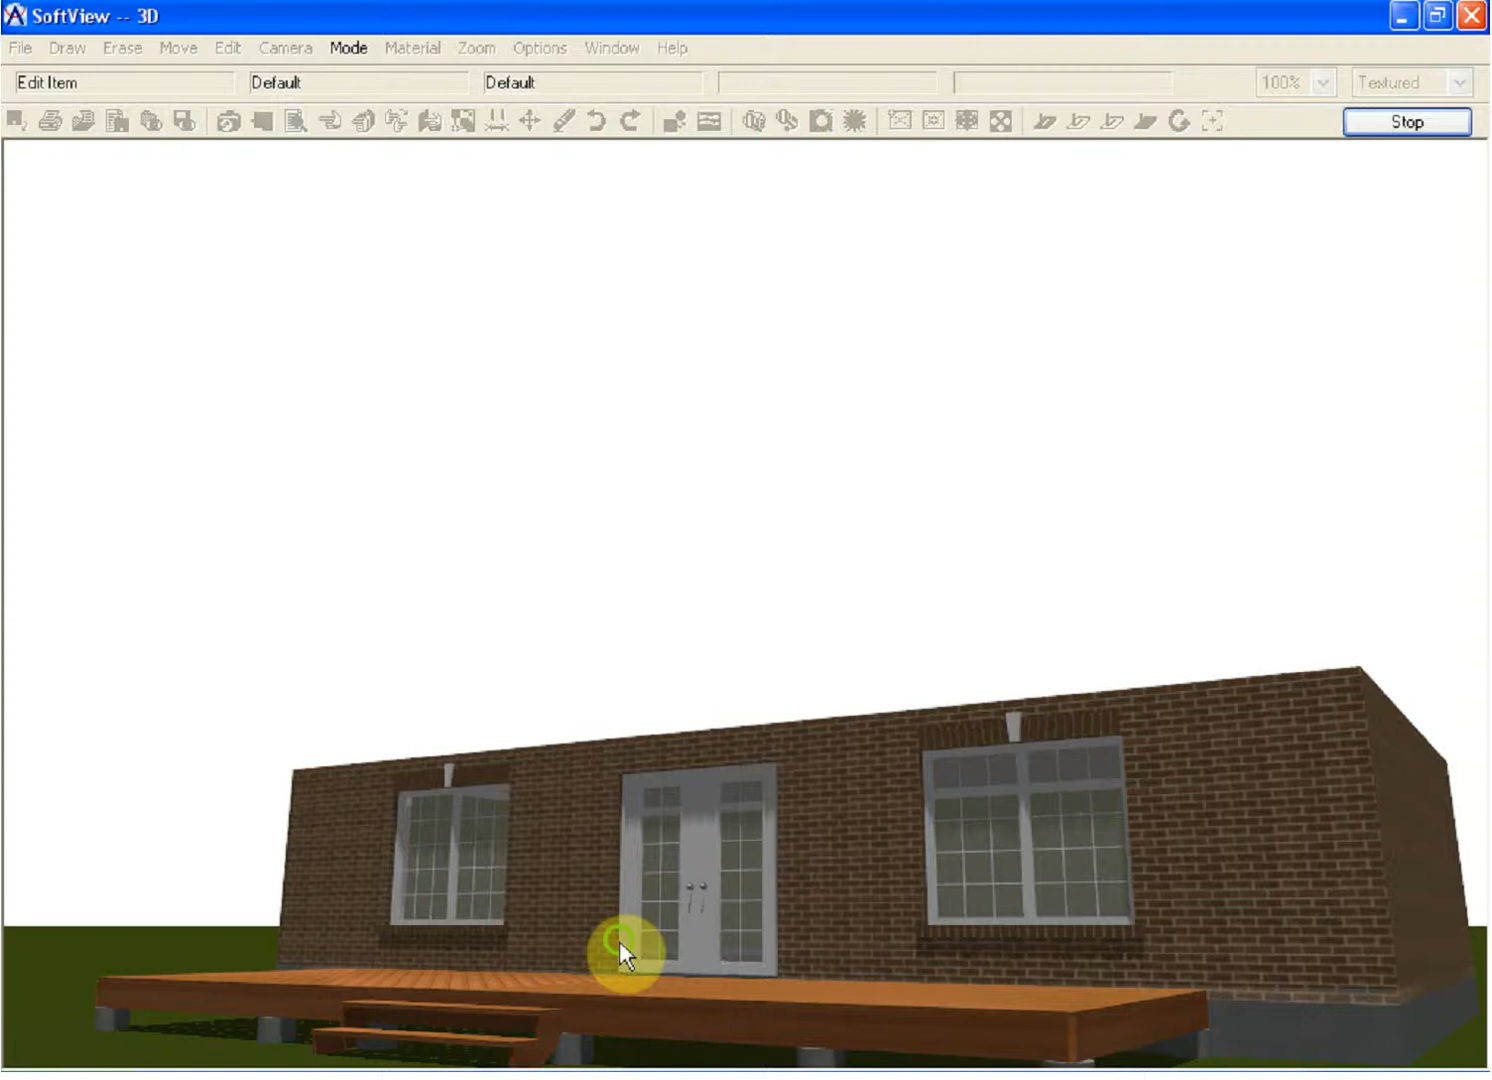 SoftView -- 3D
File Draw Erase Move Edit Camera Mode Material Zoom Options Window Help
Edit Item Default Default 100% Textured
Stop